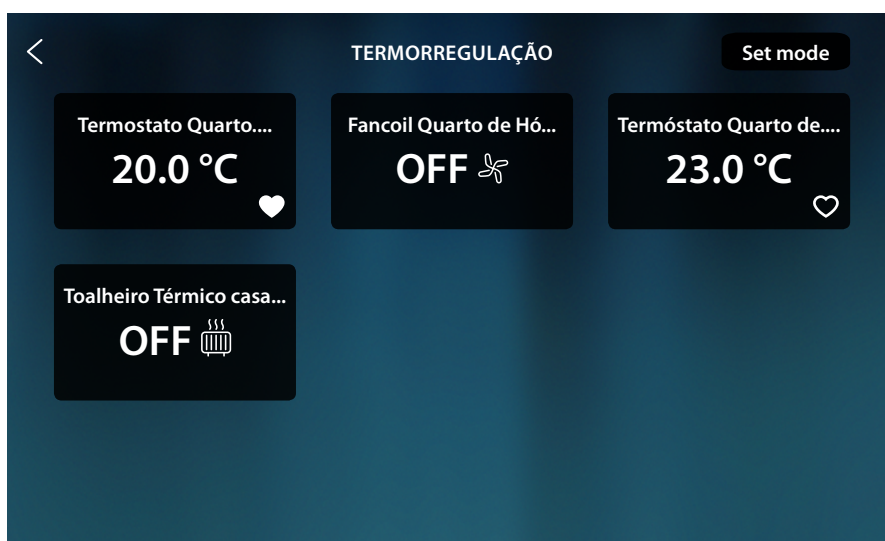 TERMORREGULAÇÃO
Set mode
Termostato Quarto....
20.0 °C
Fancoil Quarto de Hó...
OFF
Termóstato Quarto de....
23.0 °C
Toalheiro Térmico casa...
OFF